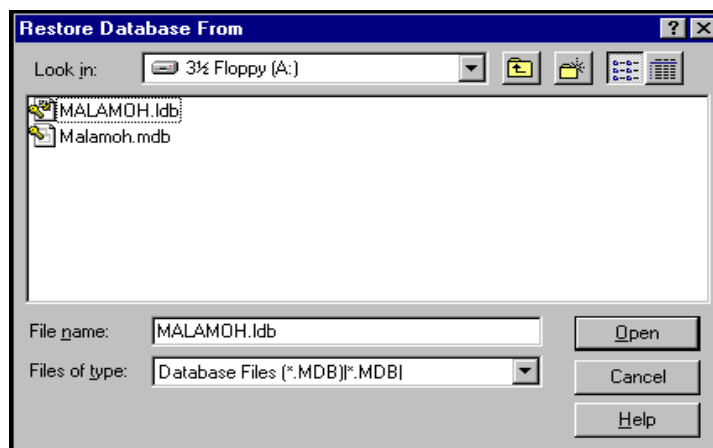 Restore Database From
Look in: 3½ Floppy (A:)
MALAMOH.ldb
Malamoh.mdb
File name: MALAMOH.ldb Open
Files of type: Database Files (*.MDB)|*.MDB| Cancel
Help